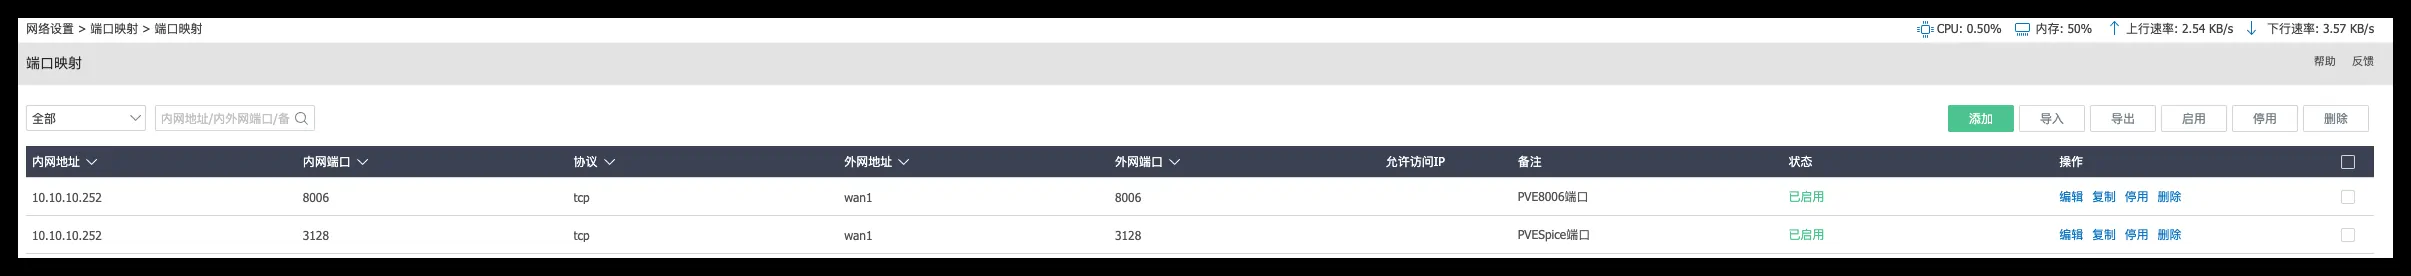 网络设置 > 端口映射 > 端口映射 CPU: 0.50% 内存: 50% 上行速率: 2.54 KB/s 下行速率: 3.57 KB/s
端口映射 帮助 反馈
全部 内网地址/内外网端口/备 添加 导入 导出 启用 停用 删除
内网地址 内网端口 协议 外网地址 外网端口 允许访问IP 备注 状态 操作
10.10.10.252 8006 tcp wan1 8006 PVE8006端口 已启用 编辑 复制 停用 删除
10.10.10.252 3128 tcp wan1 3128 PVESpice端口 已启用 编辑 复制 停用 删除